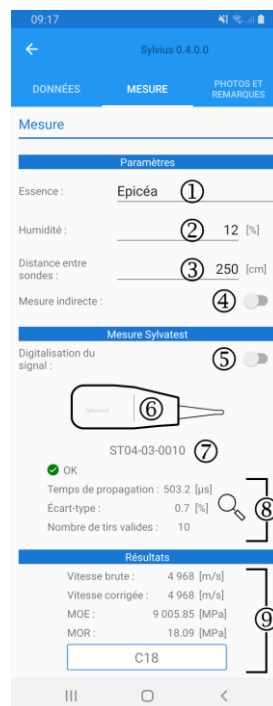 09:17
Sylvius 0.4.0.0
DONNÉES MESURE PHOTOS ET REMARQUES
Mesure
Paramètres
Essence : Epicéa ①
Humidité : ② 12 [%]
Distance entre sondes : ③ 250 [cm]
Mesure indirecte : ④
Mesure Sylvatest
Digitalisation du signal : ⑤
⑥
ST04-03-0010 ⑦
OK
Temps de propagation : 503.2 [µs]
Écart-type : 0.7 [%] ⑧
Nombre de tirs valides : 10
Résultats
Vitesse brute : 4 968 [m/s]
Vitesse corrigée : 4 968 [m/s]
MOE : 9 005.85 [MPa] ⑨
MOR : 18.09 [MPa]
C18